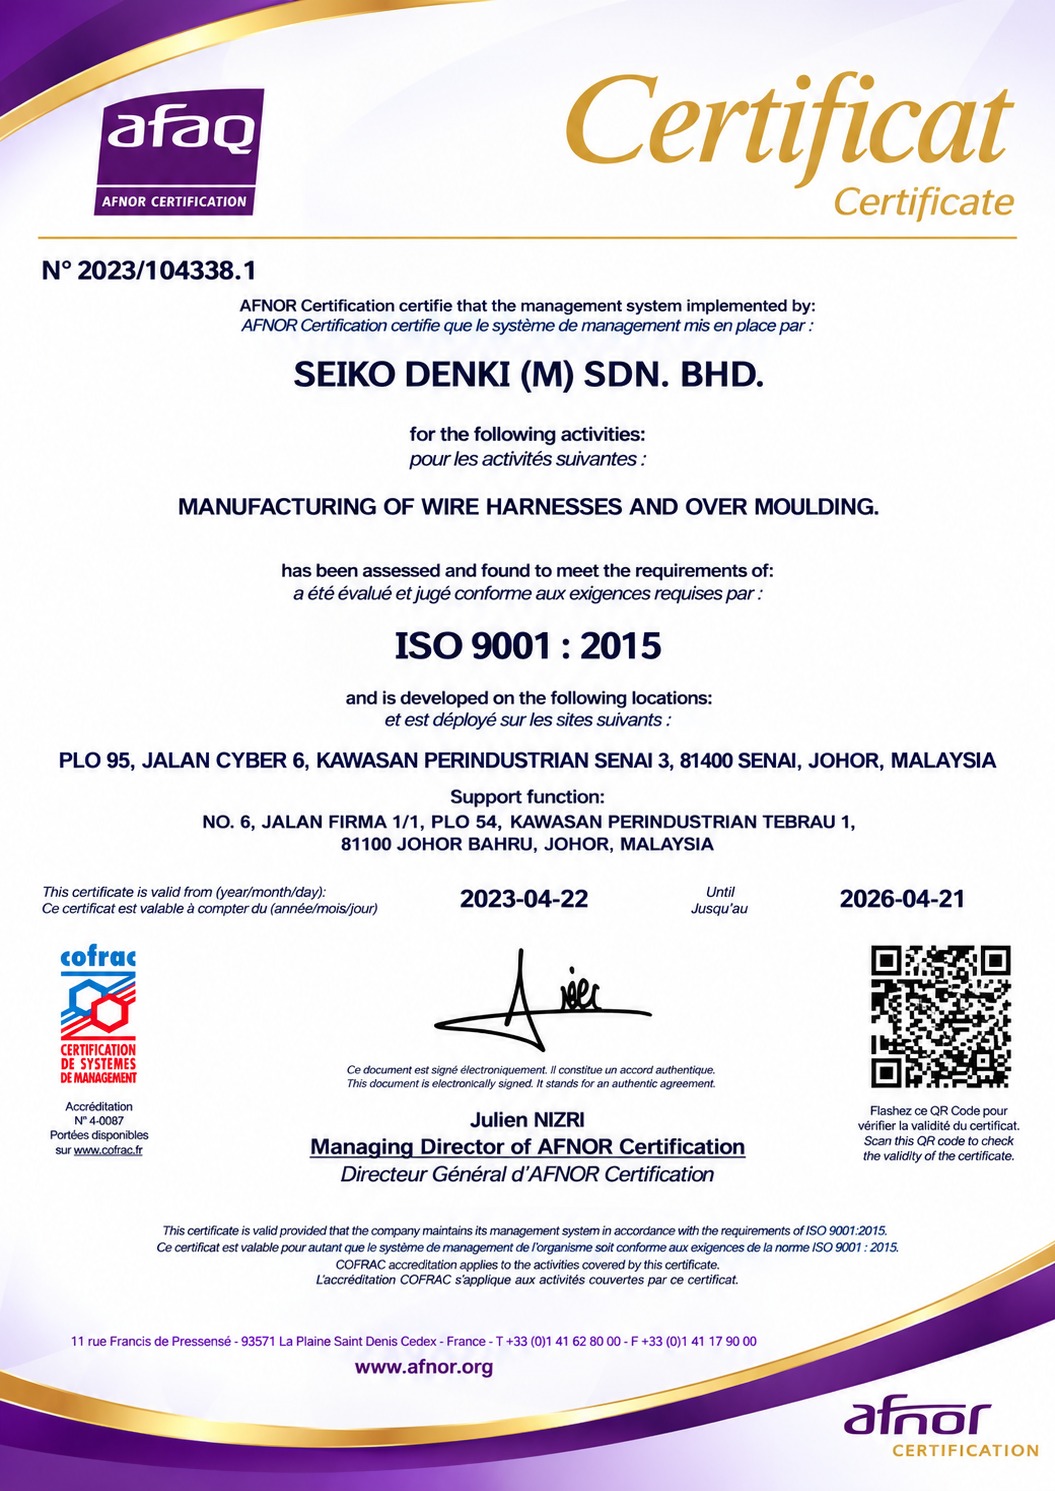 afaq
AFNOR CERTIFICATION
Certificat
Certificate
N° 2023/104338.1
AFNOR Certification certifie that the management system implemented by:
AFNOR Certification certifie que le système de management mis en place par :
SEIKO DENKI (M) SDN. BHD.
for the following activities:
pour les activités suivantes :
MANUFACTURING OF WIRE HARNESSES AND OVER MOULDING.
has been assessed and found to meet the requirements of:
a été évalué et jugé conforme aux exigences requises par :
ISO 9001 : 2015
and is developed on the following locations:
et est déployé sur les sites suivants :
PLO 95, JALAN CYBER 6, KAWASAN PERINDUSTRIAN SENAI 3, 81400 SENAI, JOHOR, MALAYSIA
Support function:
NO. 6, JALAN FIRMA 1/1, PLO 54, KAWASAN PERINDUSTRIAN TEBRAU 1,
81100 JOHOR BAHRU, JOHOR, MALAYSIA
This certificate is valid from (year/month/day):
Ce certificat est valable à compter du (année/mois/jour)
2023-04-22
Until
Jusqu'au
2026-04-21
cofrac
CERTIFICATION
DE SYSTÈMES
DE MANAGEMENT
Accréditation
N° 4-0087
Portées disponibles
sur www.cofrac.fr
Ce document est signé électroniquement. Il constitue un accord authentique.
This document is electronically signed. It stands for an authentic agreement.
Julien NIZRI
Managing Director of AFNOR Certification
Directeur Général d'AFNOR Certification
Flashez ce QR Code pour
vérifier la validité du certificat.
Scan this QR code to check
the validity of the certificate.
This certificate is valid provided that the company maintains its management system in accordance with the requirements of ISO 9001:2015.
Ce certificat est valable pour autant que le système de management de l'organisme soit conforme aux exigences de la norme ISO 9001 : 2015.
COFRAC accreditation applies to the activities covered by this certificate.
L'accréditation COFRAC s'applique aux activités couvertes par ce certificat.
11 rue Francis de Pressensé - 93571 La Plaine Saint Denis Cedex - France - T +33 (0)1 41 62 80 00 - F +33 (0)1 41 17 90 00
www.afnor.org
afnor
CERTIFICATION